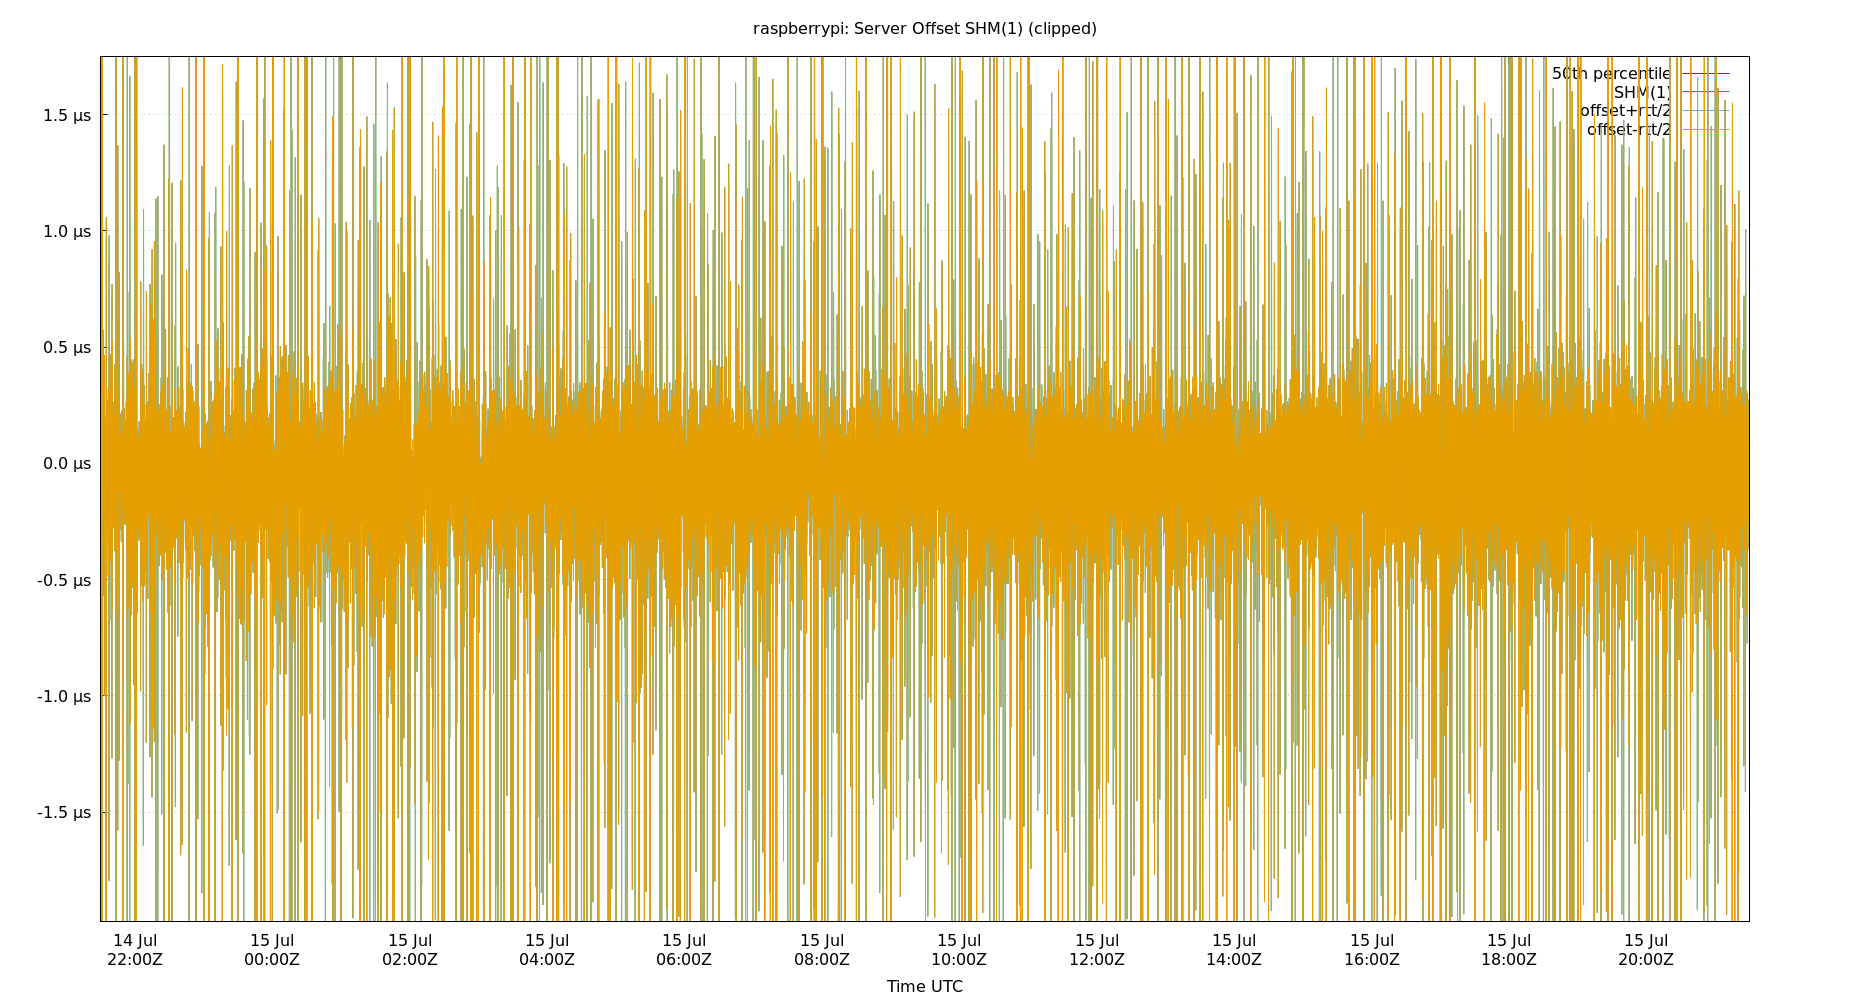 raspberrypi: Server Offset SHM(1) (clipped)
50th percentile
SHM(1)
offset+rtt/2
offset-rtt/2
1.5 µs
1.0 µs
0.5 µs
0.0 µs
-0.5 µs
-1.0 µs
-1.5 µs
14 Jul 15 Jul 15 Jul 15 Jul 15 Jul 15 Jul 15 Jul 15 Jul 15 Jul 15 Jul 15 Jul 15 Jul
22:00Z 00:00Z 02:00Z 04:00Z 06:00Z 08:00Z 10:00Z 12:00Z 14:00Z 16:00Z 18:00Z 20:00Z
Time UTC